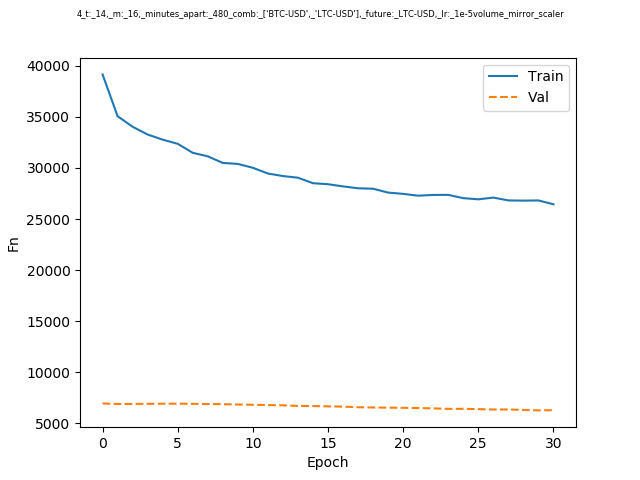 4_t:_14,_m:_16,_minutes_apart:_480_comb:_['BTC-USD',_'LTC-USD'],_future:_LTC-USD,_lr:_1e-5volume_mirror_scaler
40000
35000
30000
25000
20000
15000
10000
5000
Fn
Train
Val
0 5 10 15 20 25 30
Epoch